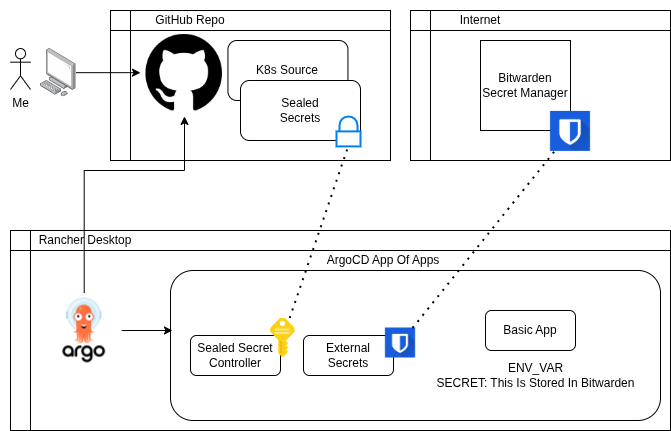 GitHub Repo
Internet
Me
K8s Source
Sealed
Secrets
Bitwarden
Secret Manager
Rancher Desktop
ArgoCD App Of Apps
argo
Sealed Secret
Controller
External
Secrets
Basic App
ENV_VAR
SECRET: This Is Stored In Bitwarden